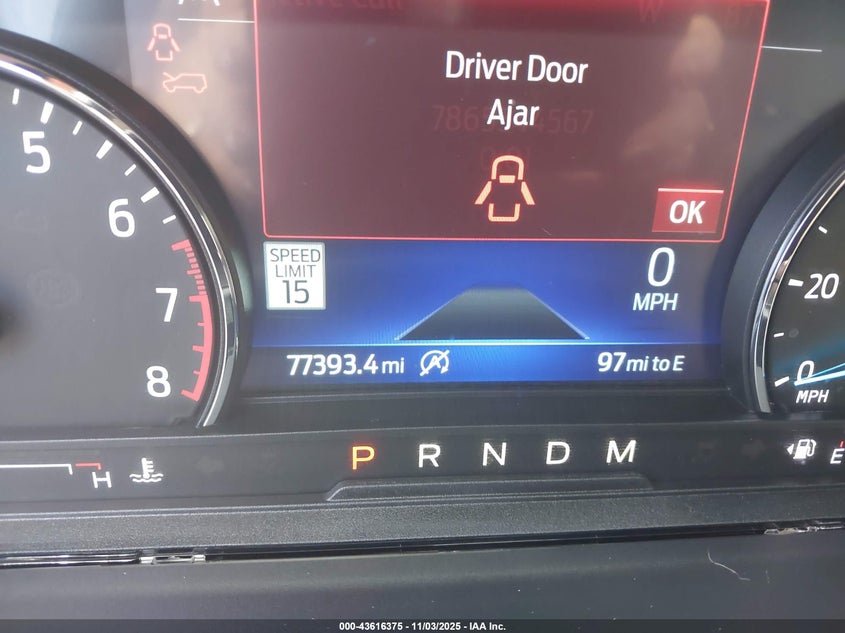 Driver Door
Ajar
OK
5
6
7
8
SPEED
LIMIT
15
0
MPH
20
0
MPH
77393.4 mi
97 mi to E
H
P R N D M
E
000-43616375 - 11/03/2025 - IAA Inc.